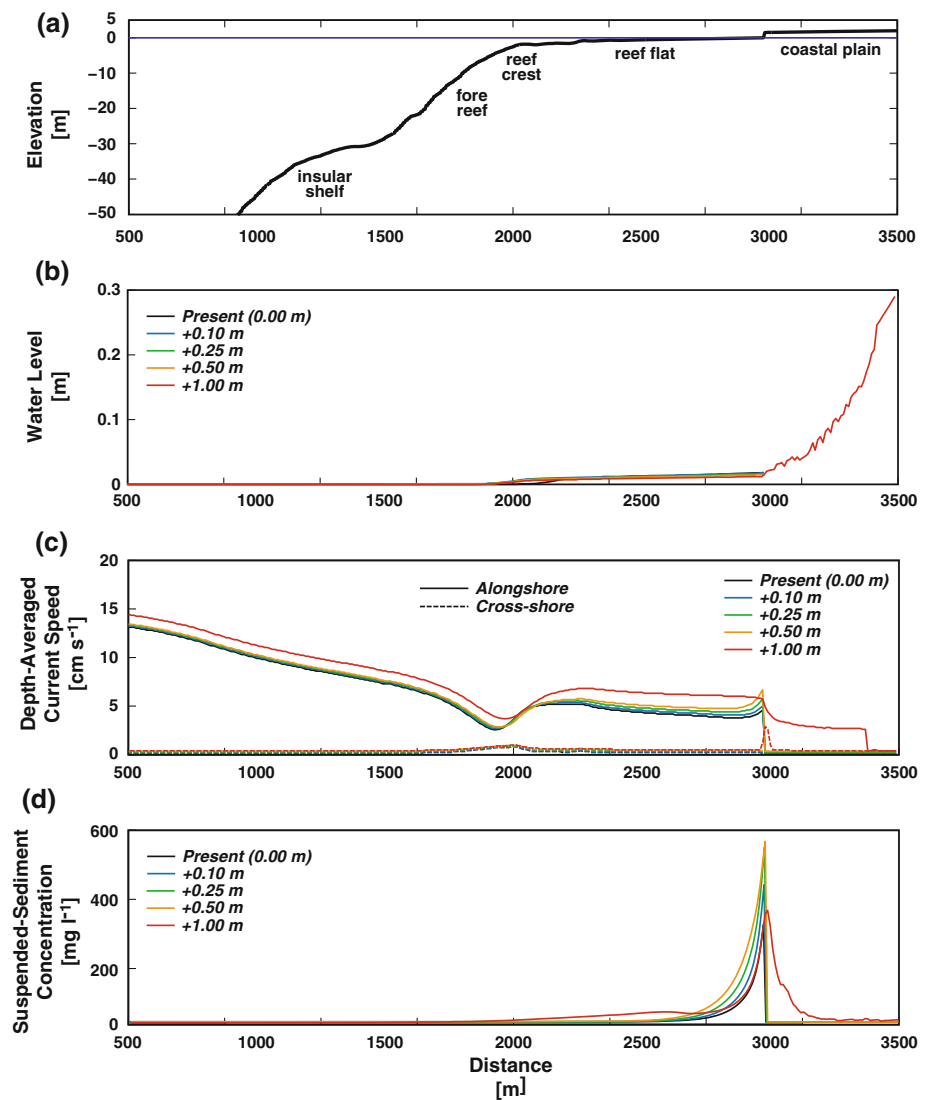 (a)
5
0
−10
−20
−30
−40
−50
Elevation
[m]
reef
crest
reef flat
coastal plain
fore
reef
insular
shelf
500 1000 1500 2000 2500 3000 3500
(b)
0.3
0.2
0.1
0
Water Level
[m]
Present (0.00 m)
+0.10 m
+0.25 m
+0.50 m
+1.00 m
500 1000 1500 2000 2500 3000 3500
(c)
20
15
10
5
0
Depth-Averaged
Current Speed
[cm s⁻¹]
Alongshore
Cross-shore
Present (0.00 m)
+0.10 m
+0.25 m
+0.50 m
+1.00 m
500 1000 1500 2000 2500 3000 3500
(d)
600
400
200
0
Suspended-Sediment
Concentration
[mg l⁻¹]
Present (0.00 m)
+0.10 m
+0.25 m
+0.50 m
+1.00 m
500 1000 1500 2000 2500 3000 3500
Distance
[m]